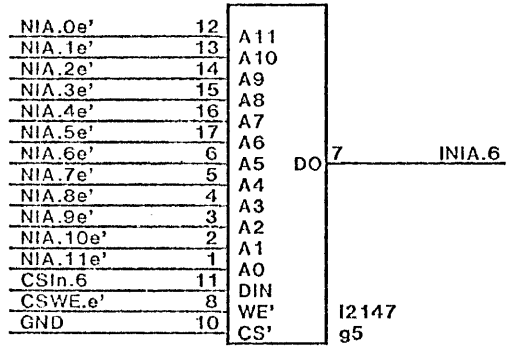 NIA.0e' 12 A11
NIA.1e' 13 A10
NIA.2e' 14 A9
NIA.3e' 15 A8
NIA.4e' 16 A7
NIA.5e' 17 A6
NIA.6e' 6 A5 DO 7 INIA.6
NIA.7e' 5 A4
NIA.8e' 4 A3
NIA.9e' 3 A2
NIA.10e' 2 A1
NIA.11e' 1 A0
CSIn.6 11 DIN
CSWE.e' 8 WE' I2147
GND 10 CS' g5